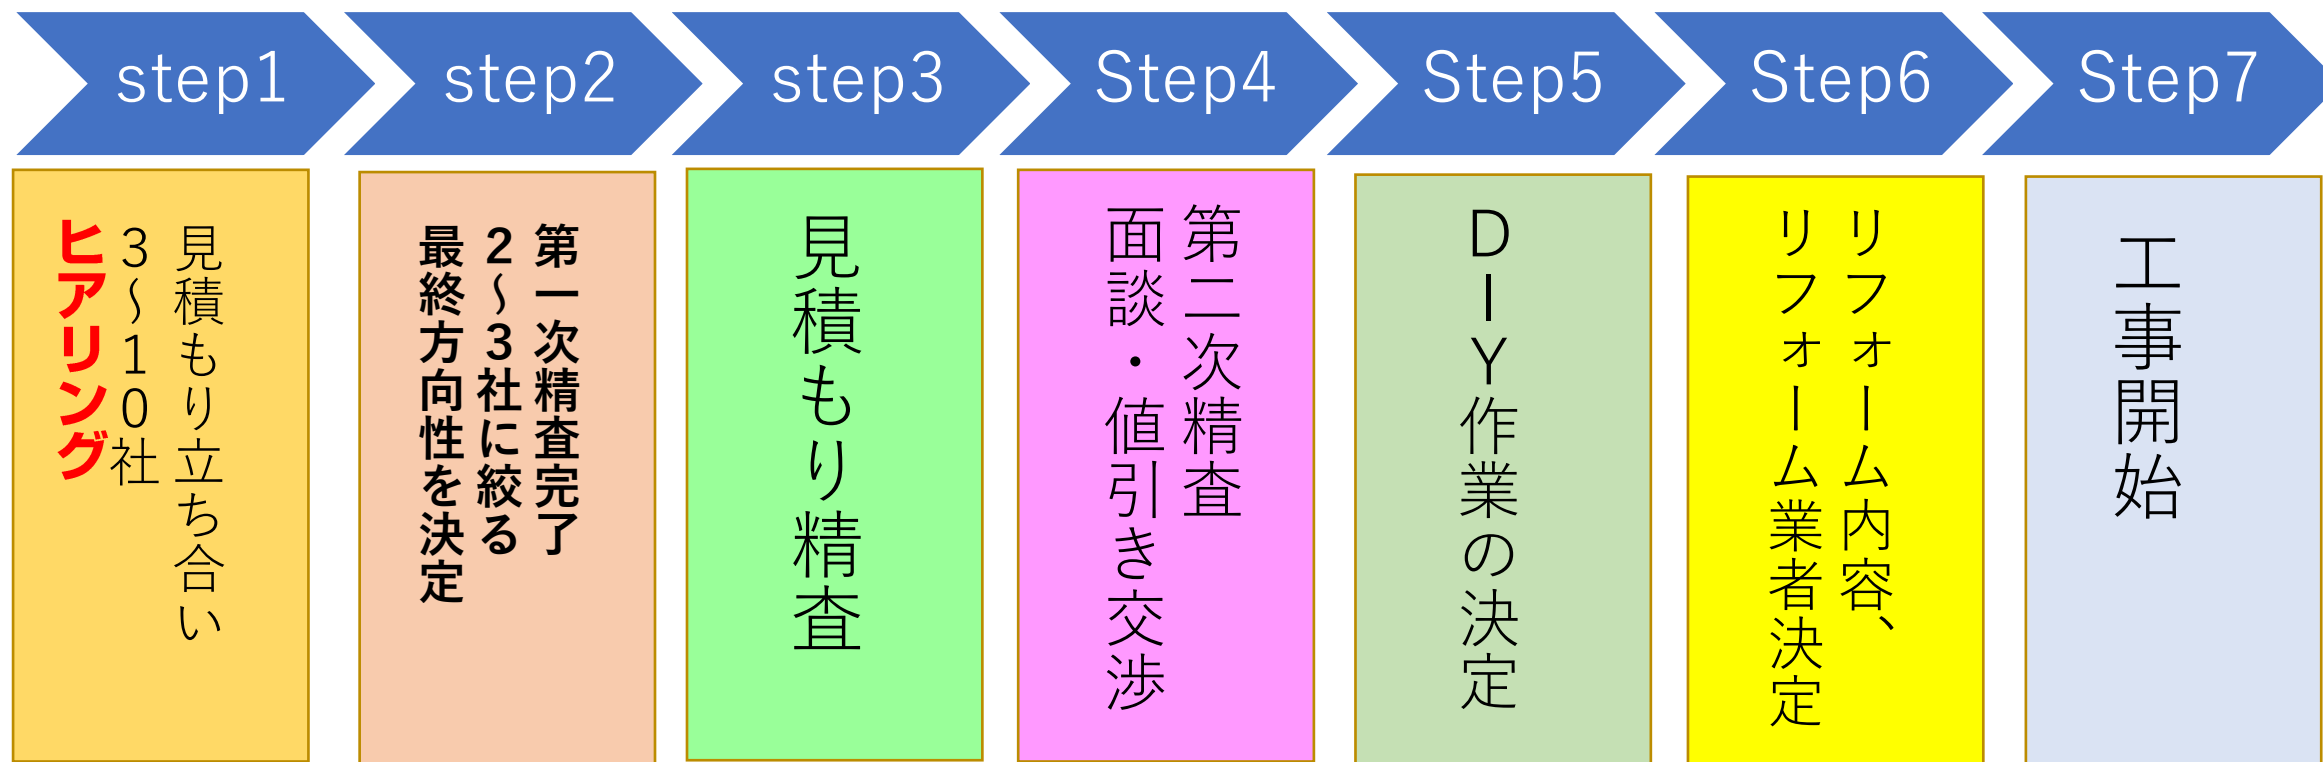 step1
step2
step3
Step4
Step5
Step6
Step7
見積もり立ち合い
３～１０社
ヒアリング
第一次精査完了
２～３社に絞る
最終方向性を決定
見積もり精査
第二次精査
面談・値引き交渉
ＤＩＹ作業の決定
リフォーム内容、
リフォーム業者決定
工事開始